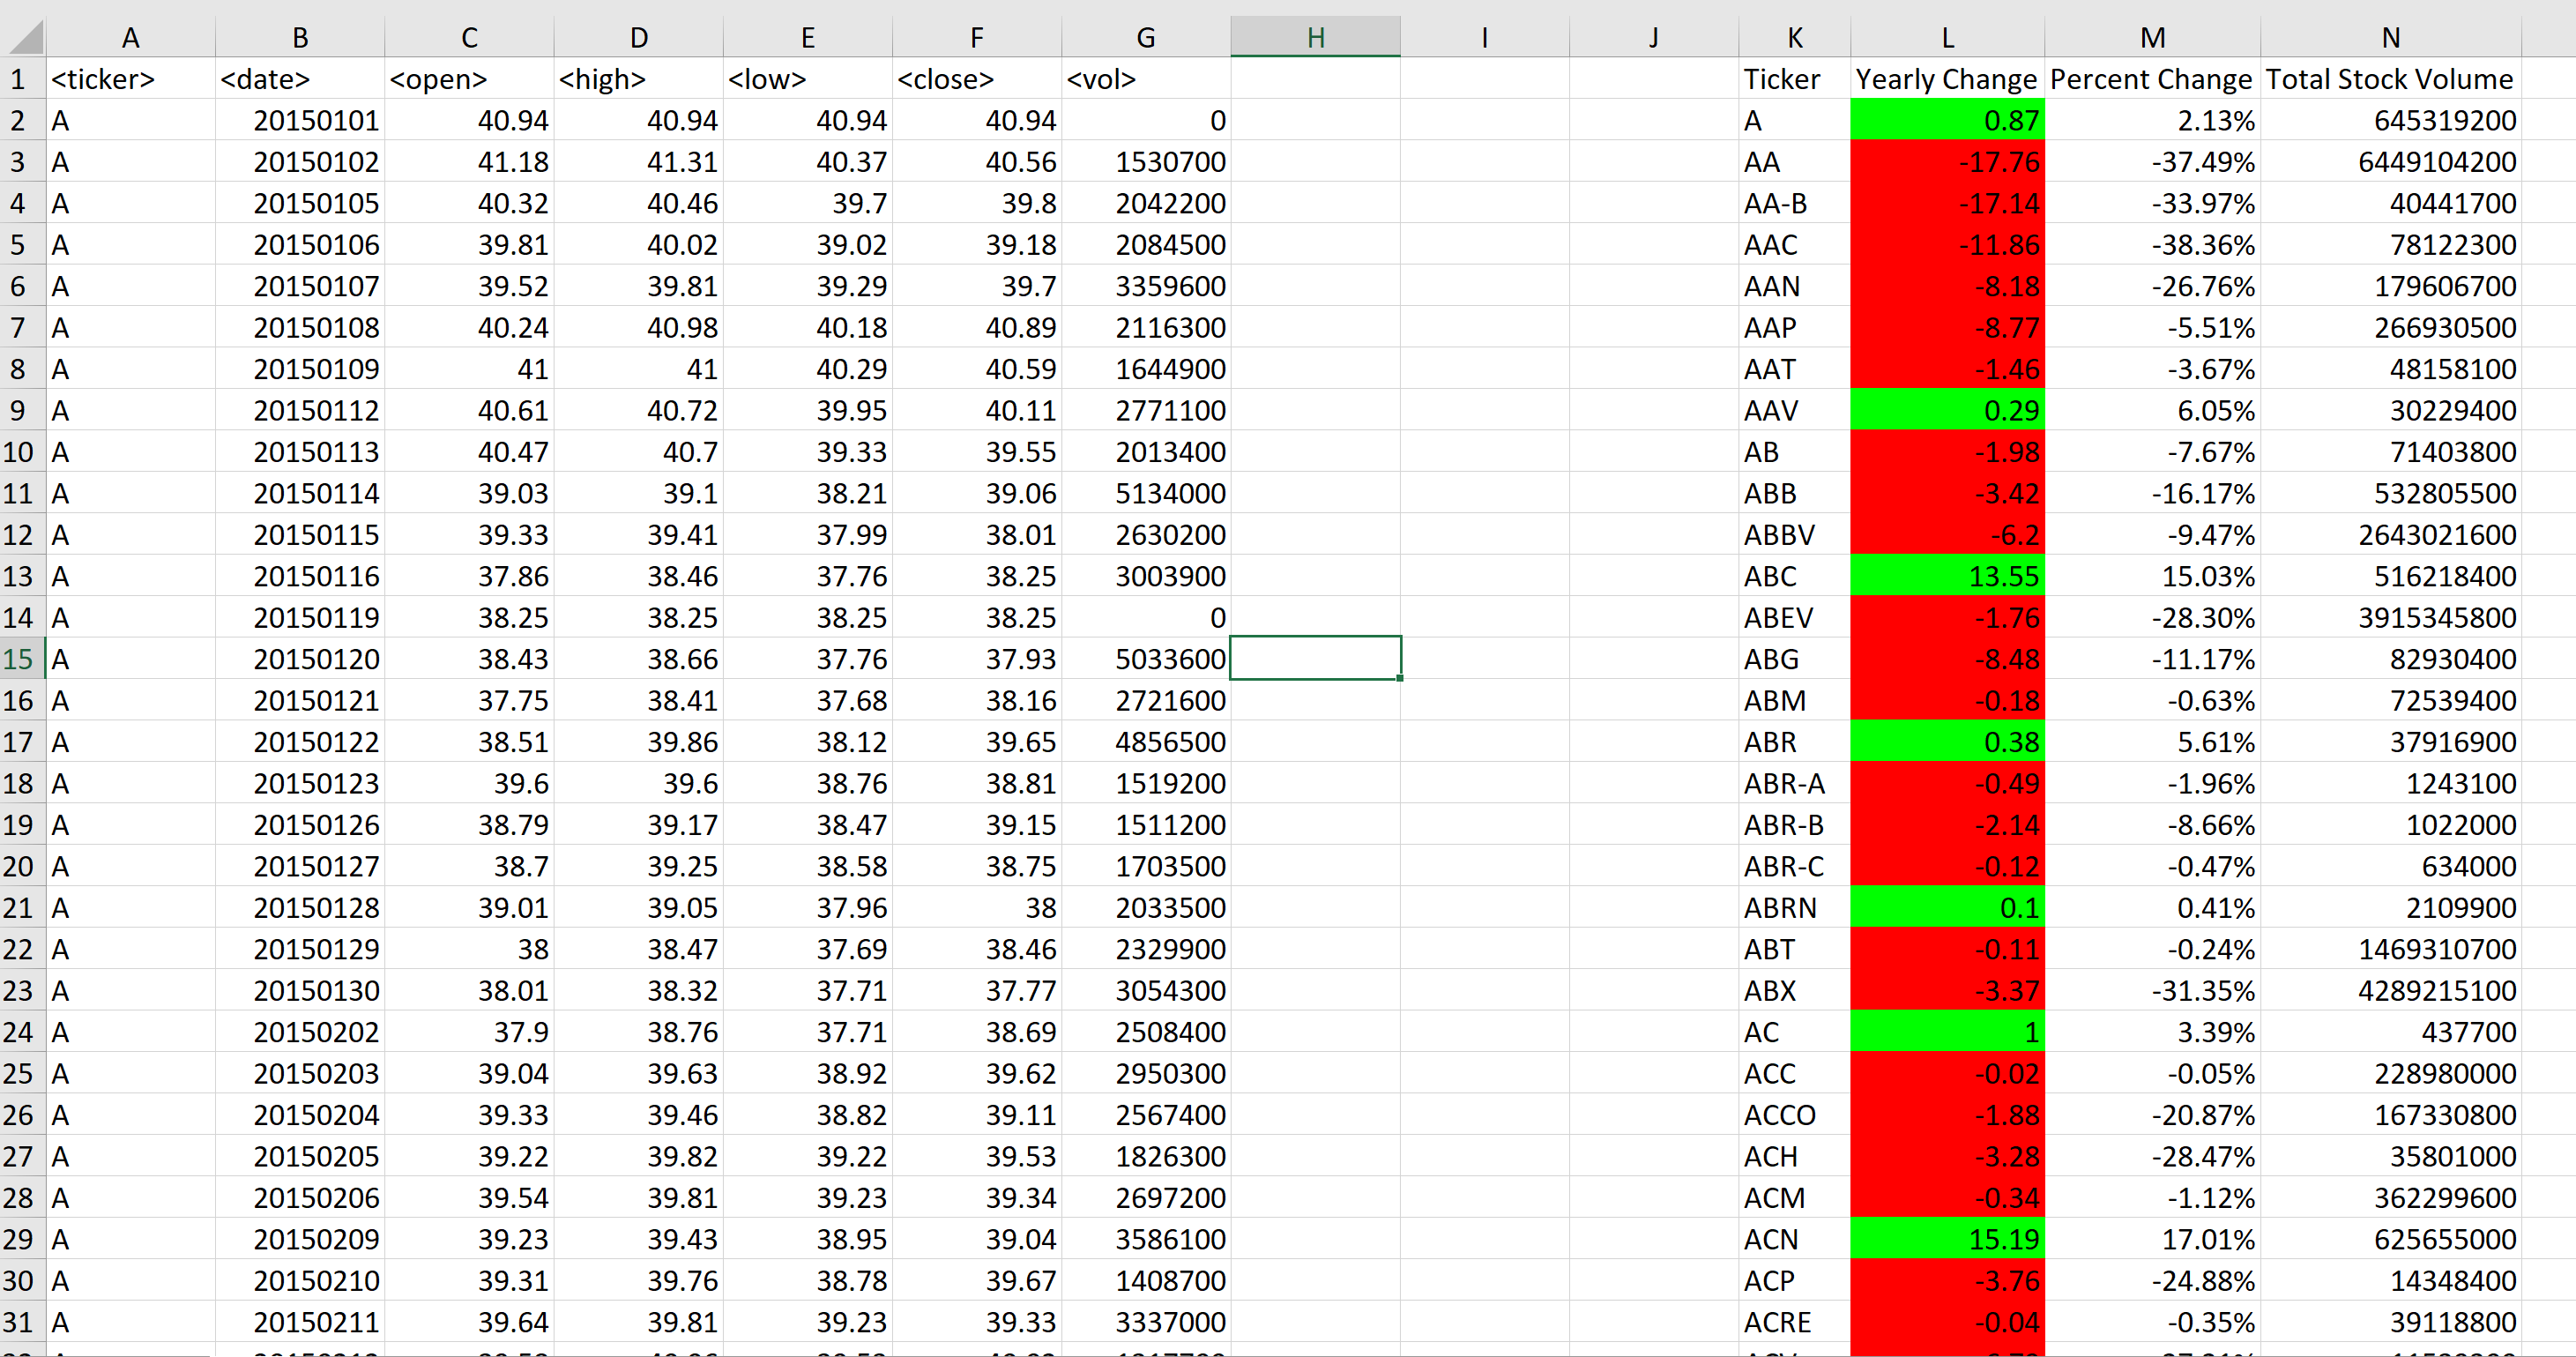 A B C D E F G H I J K L M N
1 <ticker> <date> <open> <high> <low> <close> <vol> Ticker Yearly Change Percent Change Total Stock Volume
2 A 20150101 40.94 40.94 40.94 40.94 0 A 0.87 2.13% 645319200
3 A 20150102 41.18 41.31 40.37 40.56 1530700 AA -17.76 -37.49% 6449104200
4 A 20150105 40.32 40.46 39.7 39.8 2042200 AA-B -17.14 -33.97% 40441700
5 A 20150106 39.81 40.02 39.02 39.18 2084500 AAC -11.86 -38.36% 78122300
6 A 20150107 39.52 39.81 39.29 39.7 3359600 AAN -8.18 -26.76% 179606700
7 A 20150108 40.24 40.98 40.18 40.89 2116300 AAP -8.77 -5.51% 266930500
8 A 20150109 41 41 40.29 40.59 1644900 AAT -1.46 -3.67% 48158100
9 A 20150112 40.61 40.72 39.95 40.11 2771100 AAV 0.29 6.05% 30229400
10 A 20150113 40.47 40.7 39.33 39.55 2013400 AB -1.98 -7.67% 71403800
11 A 20150114 39.03 39.1 38.21 39.06 5134000 ABB -3.42 -16.17% 532805500
12 A 20150115 39.33 39.41 37.99 38.01 2630200 ABBV -6.2 -9.47% 2643021600
13 A 20150116 37.86 38.46 37.76 38.25 3003900 ABC 13.55 15.03% 516218400
14 A 20150119 38.25 38.25 38.25 38.25 0 ABEV -1.76 -28.30% 3915345800
15 A 20150120 38.43 38.66 37.76 37.93 5033600 ABG -8.48 -11.17% 82930400
16 A 20150121 37.75 38.41 37.68 38.16 2721600 ABM -0.18 -0.63% 72539400
17 A 20150122 38.51 39.86 38.12 39.65 4856500 ABR 0.38 5.61% 37916900
18 A 20150123 39.6 39.6 38.76 38.81 1519200 ABR-A -0.49 -1.96% 1243100
19 A 20150126 38.79 39.17 38.47 39.15 1511200 ABR-B -2.14 -8.66% 1022000
20 A 20150127 38.7 39.25 38.58 38.75 1703500 ABR-C -0.12 -0.47% 634000
21 A 20150128 39.01 39.05 37.96 38 2033500 ABRN 0.1 0.41% 2109900
22 A 20150129 38 38.47 37.69 38.46 2329900 ABT -0.11 -0.24% 1469310700
23 A 20150130 38.01 38.32 37.71 37.77 3054300 ABX -3.37 -31.35% 4289215100
24 A 20150202 37.9 38.76 37.71 38.69 2508400 AC 1 3.39% 437700
25 A 20150203 39.04 39.63 38.92 39.62 2950300 ACC -0.02 -0.05% 228980000
26 A 20150204 39.33 39.46 38.82 39.11 2567400 ACCO -1.88 -20.87% 167330800
27 A 20150205 39.22 39.82 39.22 39.53 1826300 ACH -3.28 -28.47% 35801000
28 A 20150206 39.54 39.81 39.23 39.34 2697200 ACM -0.34 -1.12% 362299600
29 A 20150209 39.23 39.43 38.95 39.04 3586100 ACN 15.19 17.01% 625655000
30 A 20150210 39.31 39.76 38.78 39.67 1408700 ACP -3.76 -24.88% 14348400
31 A 20150211 39.64 39.81 39.23 39.33 3337000 ACRE -0.04 -0.35% 39118800